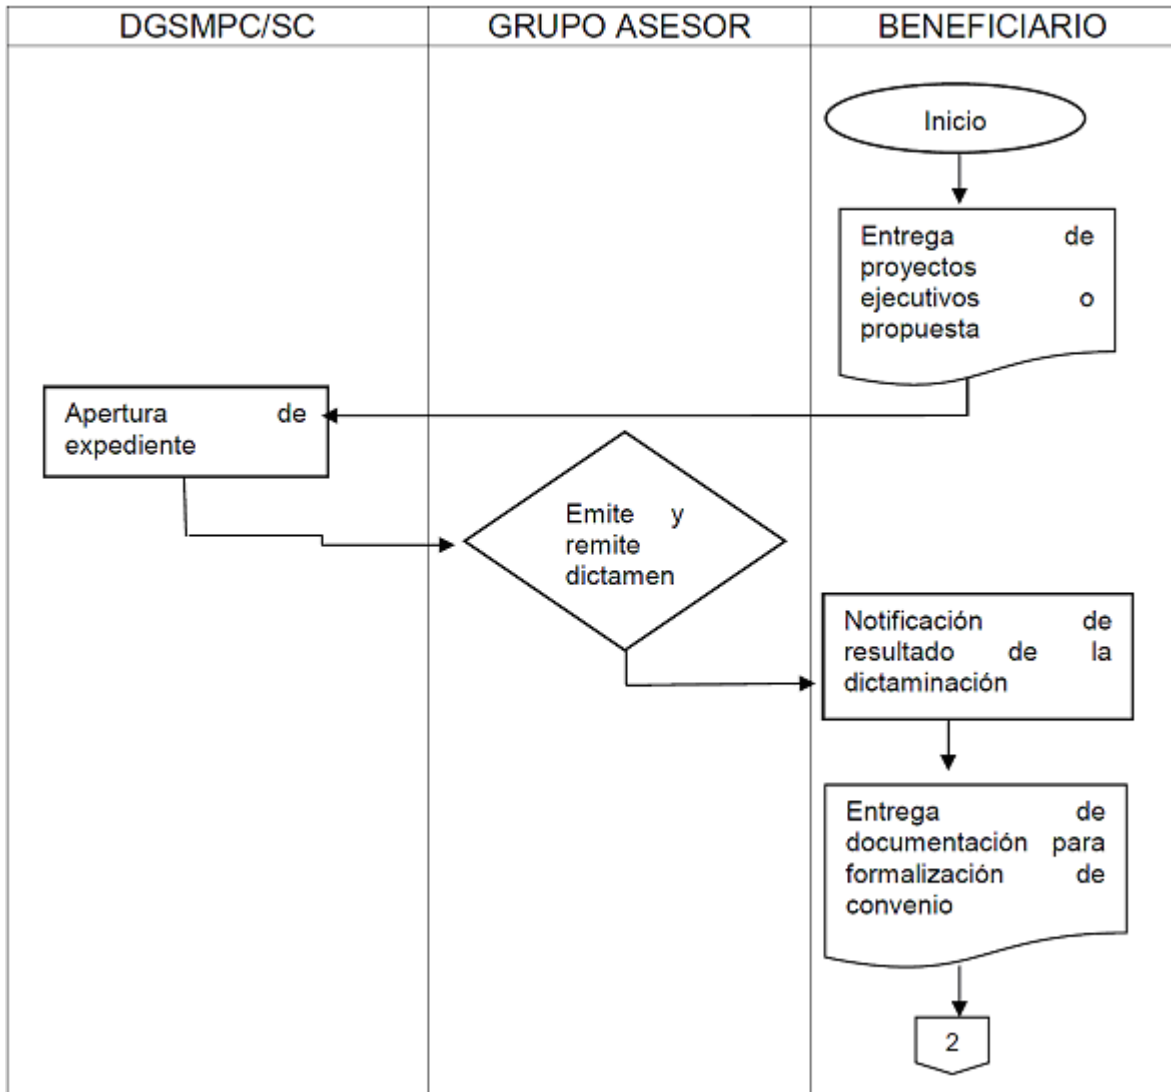 DGSMPC/SC
GRUPO ASESOR
BENEFICIARIO
Inicio
Entrega de
proyectos
ejecutivos o
propuesta
Apertura de
expediente
Emite y
remite
dictamen
Notificación de
resultado de la
dictaminación
Entrega de
documentación para
formalización de
convenio
2